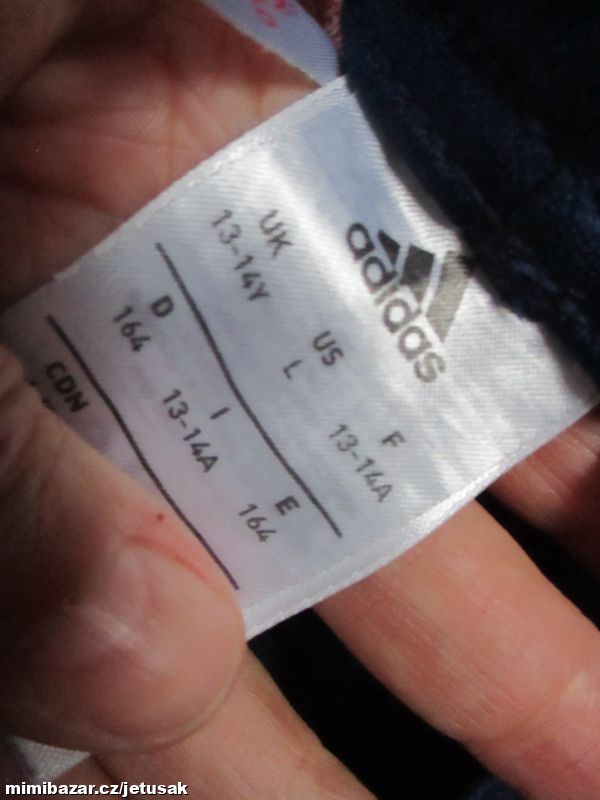 adidas
UK US F
13-14Y L 13-14A
D I E
164 13-14A 164
CDN
mimibazar.cz/jetusak